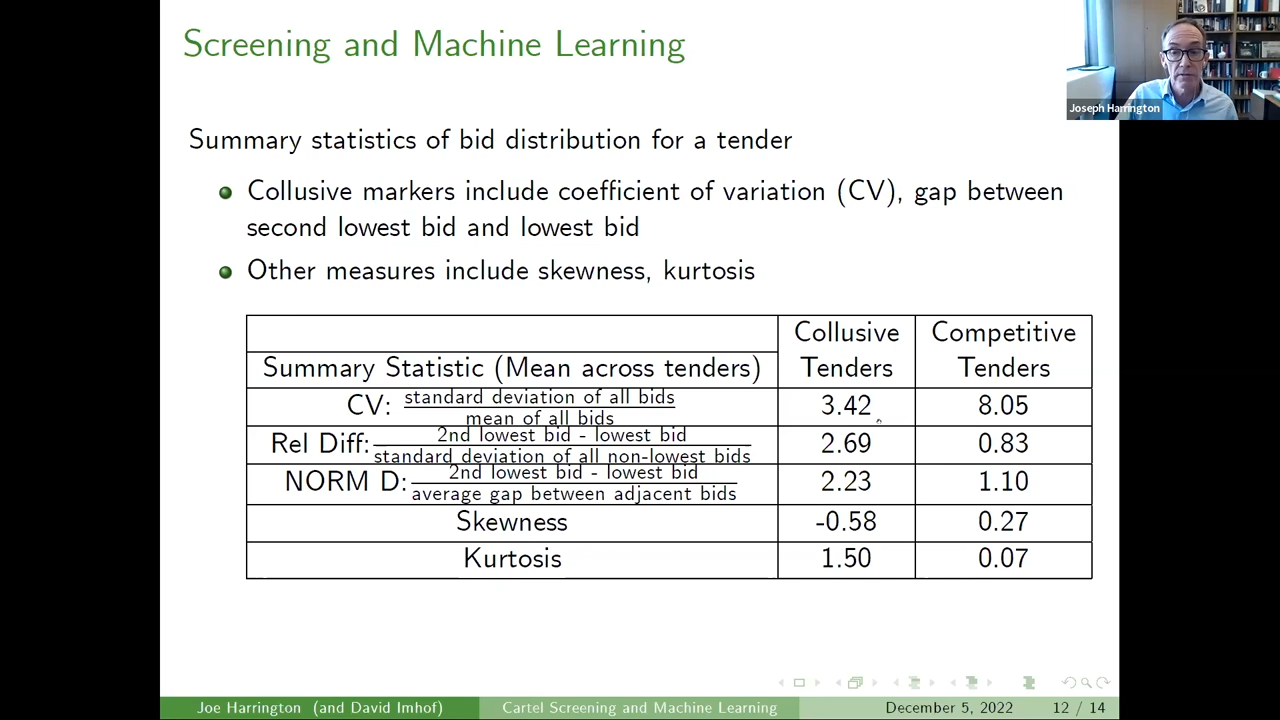 Screening and Machine Learning
Joseph Harrington
Summary statistics of bid distribution for a tender
Collusive markers include coefficient of variation (CV), gap between
second lowest bid and lowest bid
Other measures include skewness, kurtosis
Collusive Competitive
Summary Statistic (Mean across tenders) Tenders Tenders
CV: standard deviation of all bids 3.42 8.05
mean of all bids
Rel Diff: 2nd lowest bid - lowest bid 2.69 0.83
standard deviation of all non-lowest bids
NORM D: 2nd lowest bid - lowest bid 2.23 1.10
average gap between adjacent bids
Skewness -0.58 0.27
Kurtosis 1.50 0.07
Joe Harrington (and David Imhof) Cartel Screening and Machine Learning December 5, 2022 12 / 14